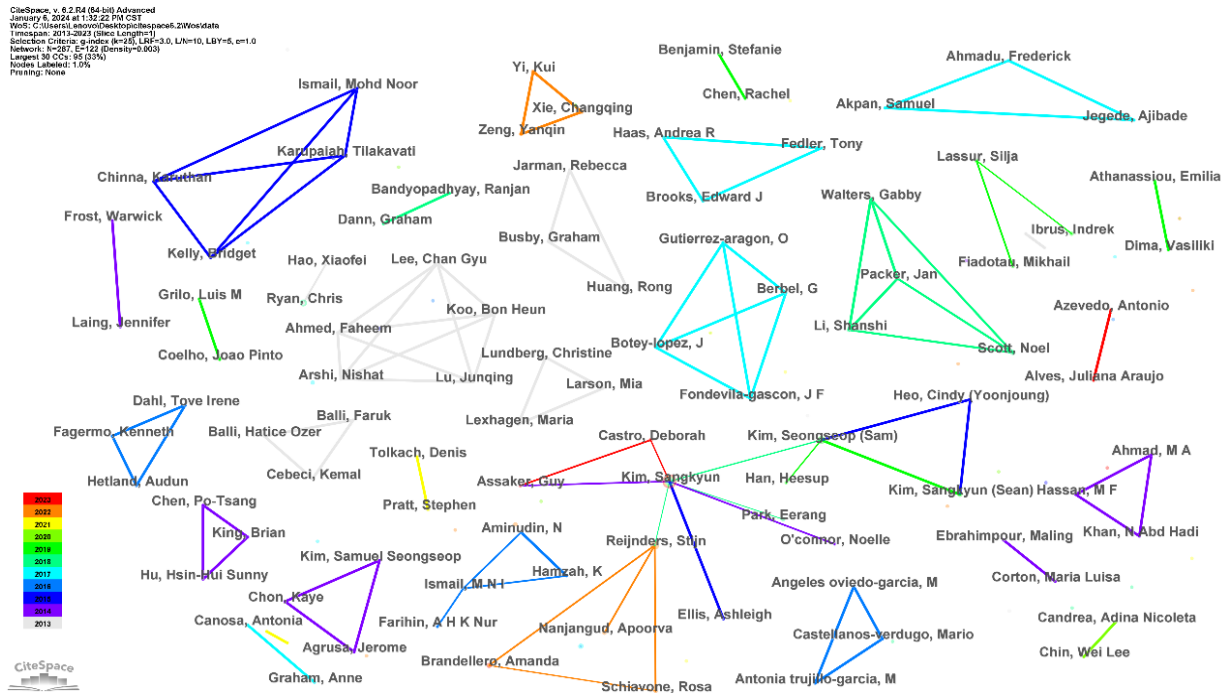 CiteSpace, v. 6.2.R4 (64-bit) Advanced
January 6, 2024 at 1:32:22 PM CST
WoS: C:\Users\Lenovo\Desktop\citespace6.2\Wos\data
Timespan: 2013-2023 (Slice Length=1)
Selection Criteria: g-index (k=25), LRF=3.0, L/N=10, LBY=5, e=1.0
Network: N=287, E=122 (Density=0.003)
Largest 30 CCs: 95 (33%)
Nodes Labeled: 1.0%
Pruning: None
Benjamin, Stefanie
Ahmadu, Frederick
Yi, Kui
Ismail, Mohd Noor
Chen, Rachel
Xie, Changqing
Akpan, Samuel
Jegede, Ajibade
Zeng, Yanqin
Haas, Andrea R
Fedler, Tony
Karupaiah, Tilakavati
Lassur, Silja
Jarman, Rebecca
Chinna, Karuthan
Athanassiou, Emilia
Bandyopadhyay, Ranjan
Brooks, Edward J
Walters, Gabby
Frost, Warwick
Dann, Graham
Ibrus, Indrek
Busby, Graham
Gutierrez-aragon, O
Dima, Vasiliki
Kelly, Bridget
Hao, Xiaofei
Lee, Chan Gyu
Fiadotau, Mikhail
Packer, Jan
Huang, Rong
Berbel, G
Grilo, Luis M
Ryan, Chris
Azevedo, Antonio
Koo, Bon Heun
Laing, Jennifer
Ahmed, Faheem
Li, Shanshi
Botey-lopez, J
Scott, Noel
Coelho, Joao Pinto
Lundberg, Christine
Arshi, Nishat
Lu, Junqing
Larson, Mia
Alves, Juliana Araujo
Fondevila-gascon, J F
Heo, Cindy (Yoonjoung)
Dahl, Tove Irene
Balli, Faruk
Lexhagen, Maria
Fagermo, Kenneth
Balli, Hatice Ozer
Castro, Deborah
Kim, Seongseop (Sam)
Tolkach, Denis
Ahmad, M A
Cebeci, Kemal
Hetland, Audun
Assaker, Guy
Kim, Sangkyun
Han, Heesup
Kim, Sangkyun (Sean)
Hassan, M F
Chen, Po-Tsang
Pratt, Stephen
Park, Eerang
2023
2022
2021
2020
2019
2018
2017
2016
2015
2014
2013
King, Brian
Aminudin, N
Khan, N Abd Hadi
Reijnders, Stijn
O'connor, Noelle
Ebrahimpour, Maling
Kim, Samuel Seongseop
Hu, Hsin-Hui Sunny
Hamzah, K
Ismail, M N I
Corton, Maria Luisa
Angeles oviedo-garcia, M
Chon, Kaye
Ellis, Ashleigh
Canosa, Antonia
Farihin, A H K Nur
Nanjangud, Apoorva
Candrea, Adina Nicoleta
Castellanos-verdugo, Mario
Agrusa, Jerome
Chin, Wei Lee
Brandellero, Amanda
CiteSpace
Graham, Anne
Antonia trujillo-garcia, M
Schiavone, Rosa